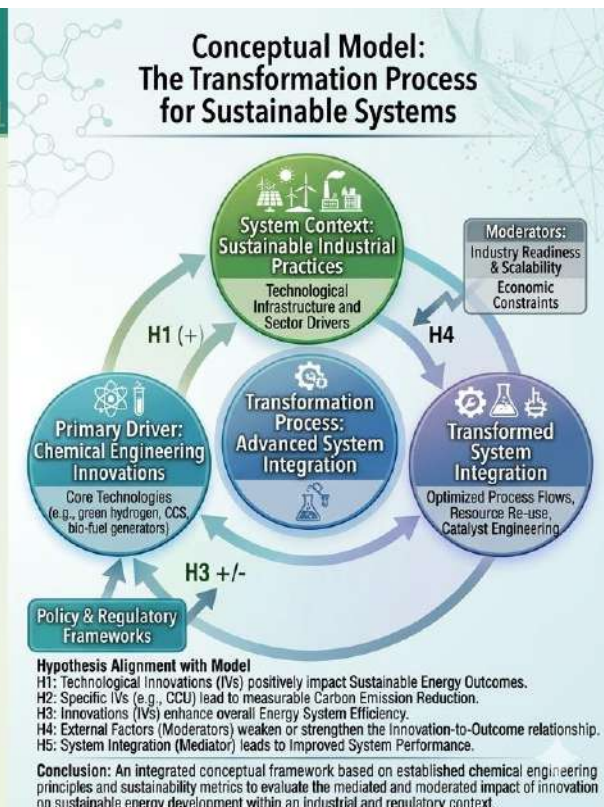 Conceptual Model:
The Transformation Process
for Sustainable Systems
System Context:
Sustainable Industrial
Practices
Technological
Infrastructure and
Sector Drivers
Moderators:
Industry Readiness
& Scalability
Economic
Constraints
H1 (+)
H4
Primary Driver:
Chemical Engineering
Innovations
Core Technologies
(e.g., green hydrogen, CCS,
bio-fuel generators)
Transformation
Process:
Advanced System
Integration
Transformed
System
Integration
Optimized Process Flows,
Resource Re-use,
Catalyst Engineering
H3 +/-
Policy & Regulatory
Frameworks
Hypothesis Alignment with Model
H1: Technological Innovations (IVs) positively impact Sustainable Energy Outcomes.
H2: Specific IVs (e.g., CCU) lead to measurable Carbon Emission Reduction.
H3: Innovations (IVs) enhance overall Energy System Efficiency.
H4: External Factors (Moderators) weaken or strengthen the Innovation-to-Outcome relationship.
H5: System Integration (Mediator) leads to Improved System Performance.
Conclusion: An integrated conceptual framework based on established chemical engineering
principles and sustainability metrics to evaluate the mediated and moderated impact of innovation
on sustainable energy development within an industrial and regulatory context